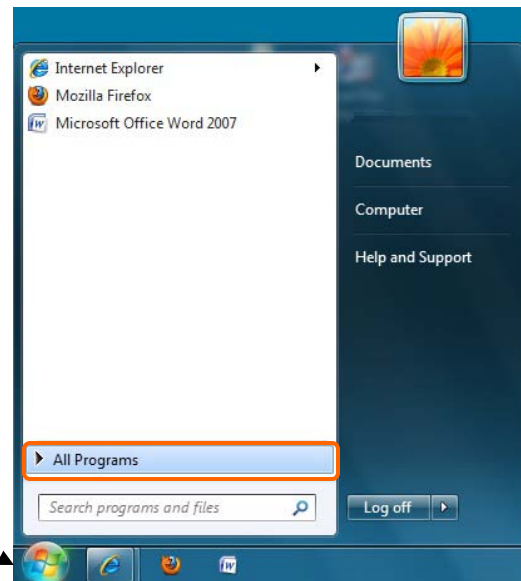 Internet Explorer
Mozilla Firefox
Microsoft Office Word 2007
All Programs
Search programs and files
Documents
Computer
Help and Support
Log off